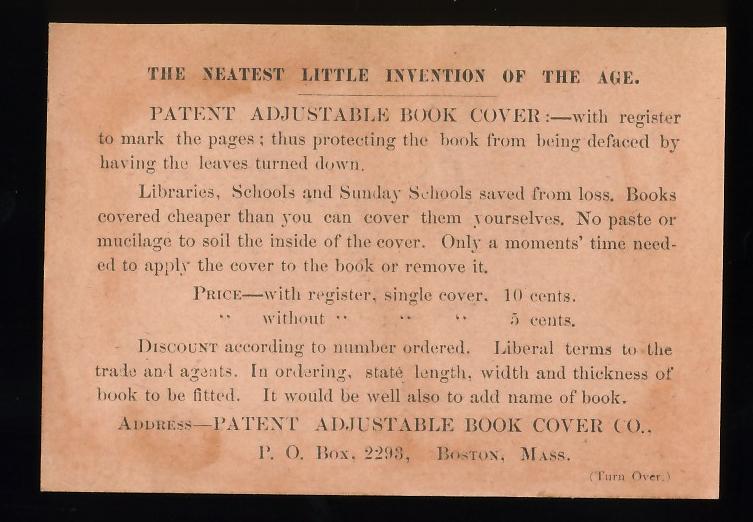 THE NEATEST LITTLE INVENTION OF THE AGE.
PATENT ADJUSTABLE BOOK COVER:—with register
to mark the pages; thus protecting the book from being defaced by
having the leaves turned down.
Libraries, Schools and Sunday Schools saved from loss. Books
covered cheaper than you can cover them yourselves. No paste or
mucilage to soil the inside of the cover. Only a moments' time need-
ed to apply the cover to the book or remove it.
PRICE—with register, single cover, 10 cents.
" without " " " 5 cents.
DISCOUNT according to number ordered. Liberal terms to the
trade and agents. In ordering, state length, width and thickness of
book to be fitted. It would be well also to add name of book.
ADDRESS—PATENT ADJUSTABLE BOOK COVER CO.,
P. O. BOX, 2293, BOSTON, MASS.
(Turn Over.)